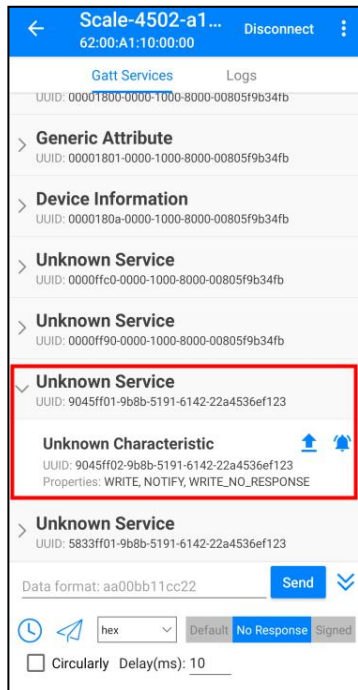 Scale-4502-a1...
Disconnect
62:00:A1:10:00:00
Gatt Services
Logs
UUID: 00001800-0000-1000-8000-00805f9b34fb
Generic Attribute
UUID: 00001801-0000-1000-8000-00805f9b34fb
Device Information
UUID: 0000180a-0000-1000-8000-00805f9b34fb
Unknown Service
UUID: 0000ffc0-0000-1000-8000-00805f9b34fb
Unknown Service
UUID: 0000ff90-0000-1000-8000-00805f9b34fb
Unknown Service
UUID: 9045ff01-9b8b-5191-6142-22a4536ef123
Unknown Characteristic
UUID: 9045ff02-9b8b-5191-6142-22a4536ef123
Properties: WRITE, NOTIFY, WRITE_NO_RESPONSE
Unknown Service
UUID: 5833ff01-9b8b-5191-6142-22a4536ef123
Data format: aa00bb11cc22
Send
hex
Default No Response Signed
Circularly Delay(ms): 10